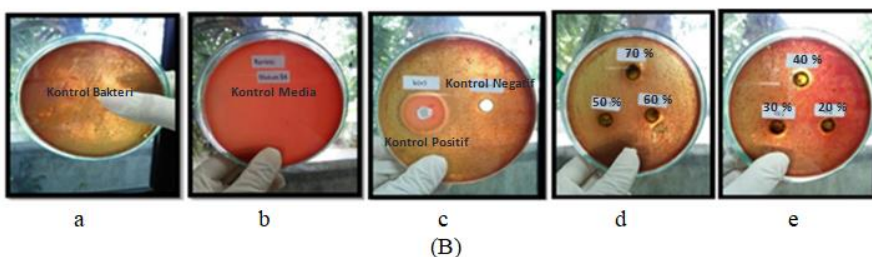 Kontrol Bakteri
Kontrol Media
Kontrol Negatif
Kontrol Positif
70 %
50 %
60 %
40 %
30 %
20 %
a
b
c
d
e
(B)